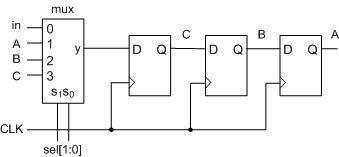 mux
in 0
A 1
B 2
C 3
y
s1s0
sel[1:0]
CLK
D Q
C
D Q
B
D Q
A